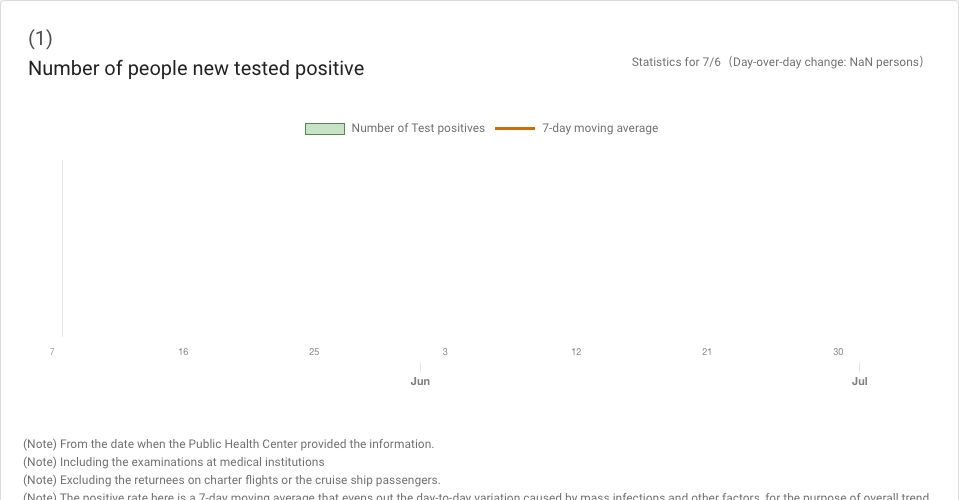 (1)
Number of people new tested positive
Statistics for 7/6（Day-over-day change: NaN persons）
Number of Test positives
7-day moving average
7 16 25 3 12 21 30
Jun Jul
(Note) From the date when the Public Health Center provided the information.
(Note) Including the examinations at medical institutions
(Note) Excluding the returnees on charter flights or the cruise ship passengers.
(Note) The positive rate here is a 7-day moving average that evens out the day-to-day variation caused by mass infections and other factors, for the purpose of overall trend